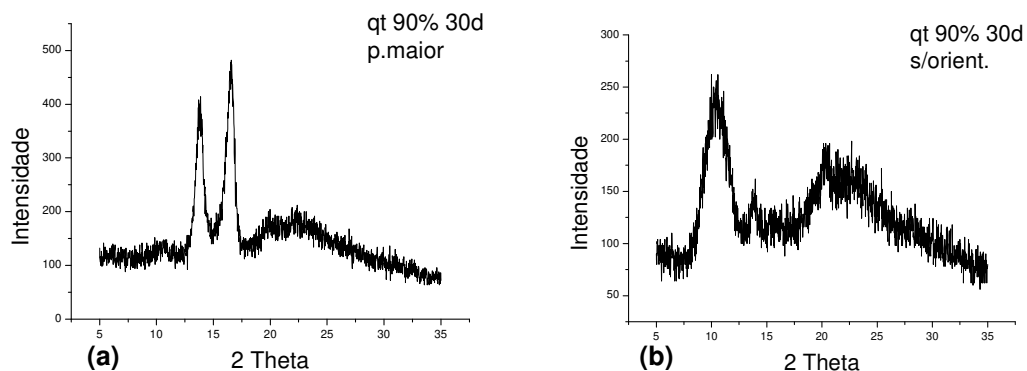 qt 90% 30d
p.maior
500
400
300
200
100
0
Intensidade
5 10 15 20 25 30 35
(a)
2 Theta
qt 90% 30d
s/orient.
300
250
200
150
100
50
Intensidade
5 10 15 20 25 30 35
(b)
2 Theta